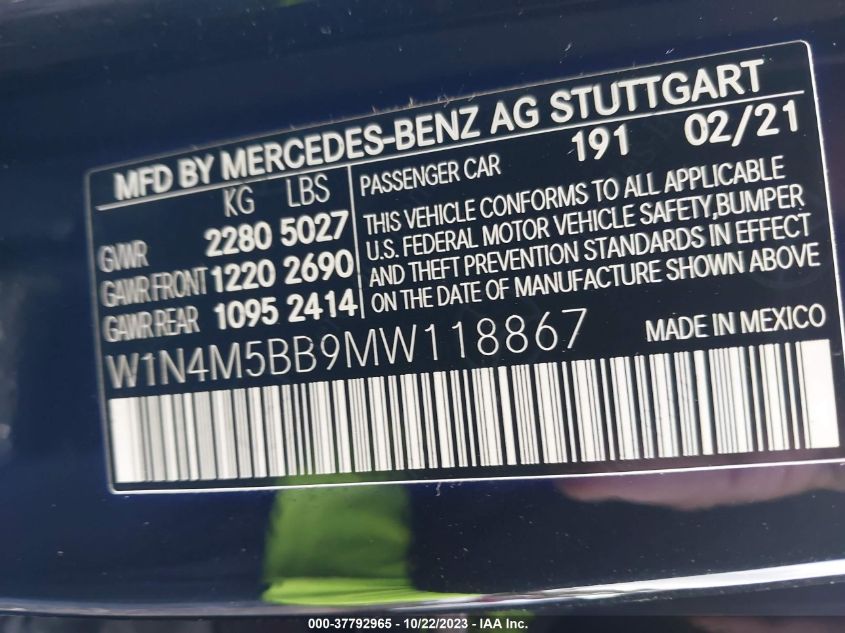 MFD BY MERCEDES-BENZ AG STUTTGART
KG LBS
GVWR 2280 5027
GAWR FRONT 1220 2690
GAWR REAR 1095 2414
PASSENGER CAR 191 02/21
THIS VEHICLE CONFORMS TO ALL APPLICABLE
U.S. FEDERAL MOTOR VEHICLE SAFETY,BUMPER
AND THEFT PREVENTION STANDARDS IN EFFECT
ON THE DATE OF MANUFACTURE SHOWN ABOVE
W1N4M5BB9MW118867 MADE IN MEXICO
000-37792965 - 10/22/2023 - © IAA Inc.